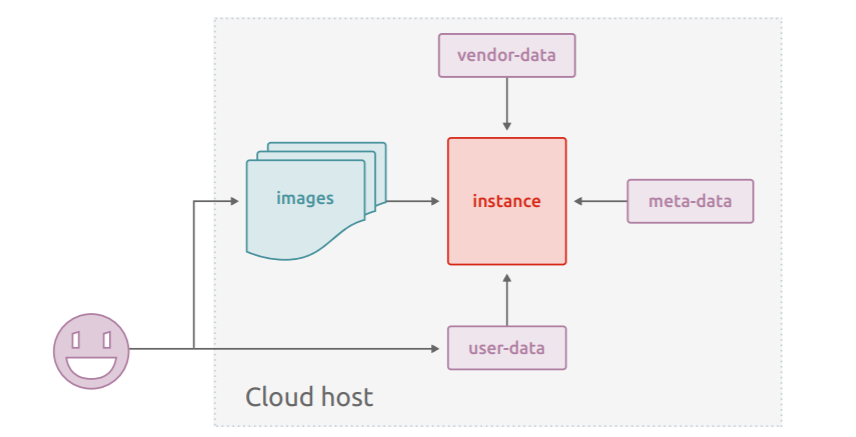 vendor-data
images
instance
meta-data
user-data
Cloud host